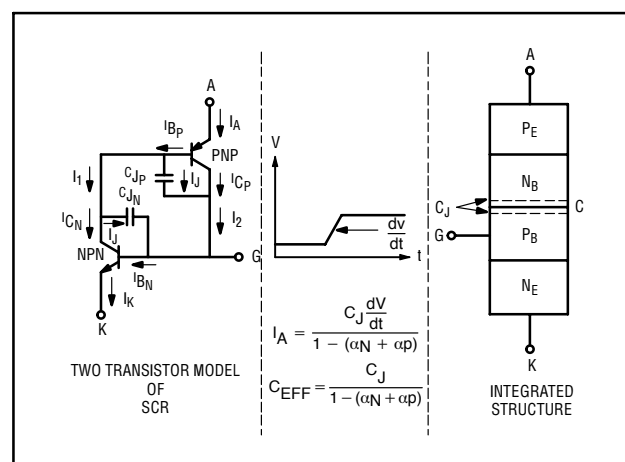 A
I_A
I_BP
PNP
I_1
C_JP
I_J
I_CP
C_JN
I_CN
I_J
I_2
NPN
G
I_BN
I_K
K
TWO TRANSISTOR MODEL
OF
SCR
V
dv
dt
t
I_A = C_J dV/dt / 1 − (αN + αp)
C_EFF = C_J / 1 − (αN + αp)
A
P_E
N_B
C_J
C
G
P_B
N_E
K
INTEGRATED
STRUCTURE